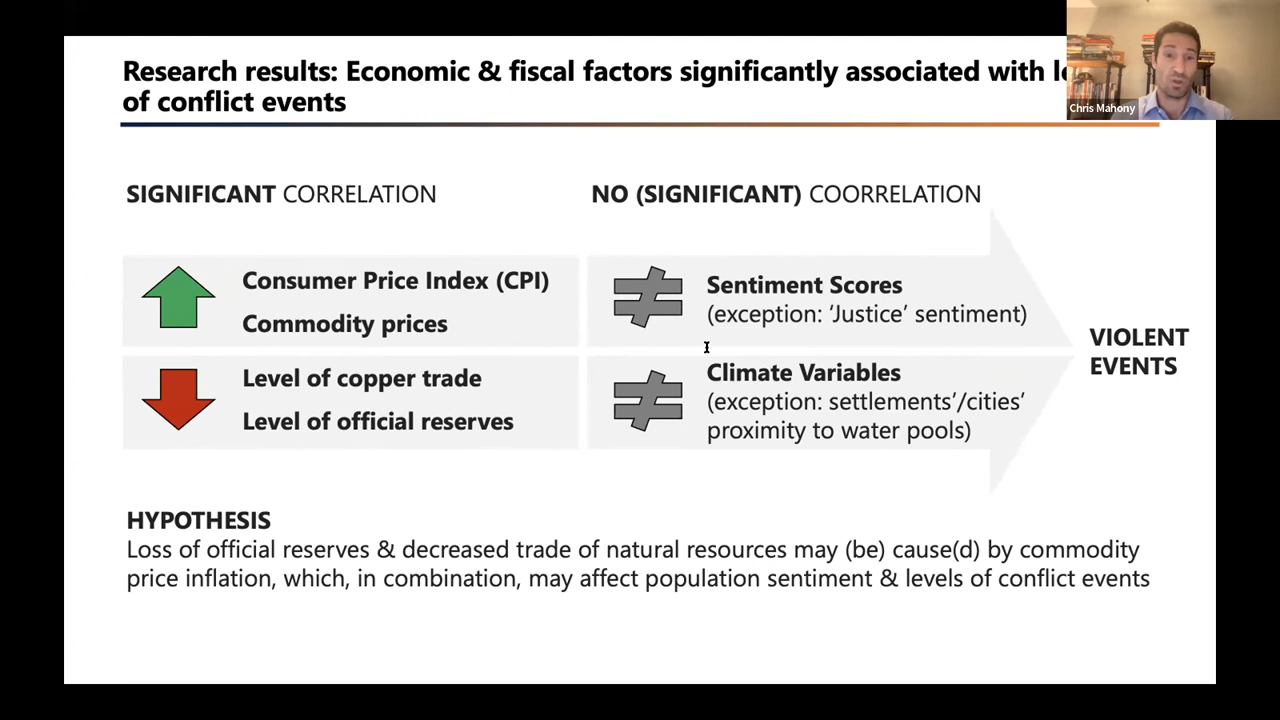 Research results: Economic & fiscal factors significantly associated with
of conflict events
Chris Mahony
SIGNIFICANT CORRELATION
NO (SIGNIFICANT) COORRELATION
Consumer Price Index (CPI)
Commodity prices
Level of copper trade
Level of official reserves
Sentiment Scores
(exception: ‘Justice’ sentiment)
Climate Variables
(exception: settlements’/cities’
proximity to water pools)
VIOLENT
EVENTS
HYPOTHESIS
Loss of official reserves & decreased trade of natural resources may (be) cause(d) by commodity
price inflation, which, in combination, may affect population sentiment & levels of conflict events